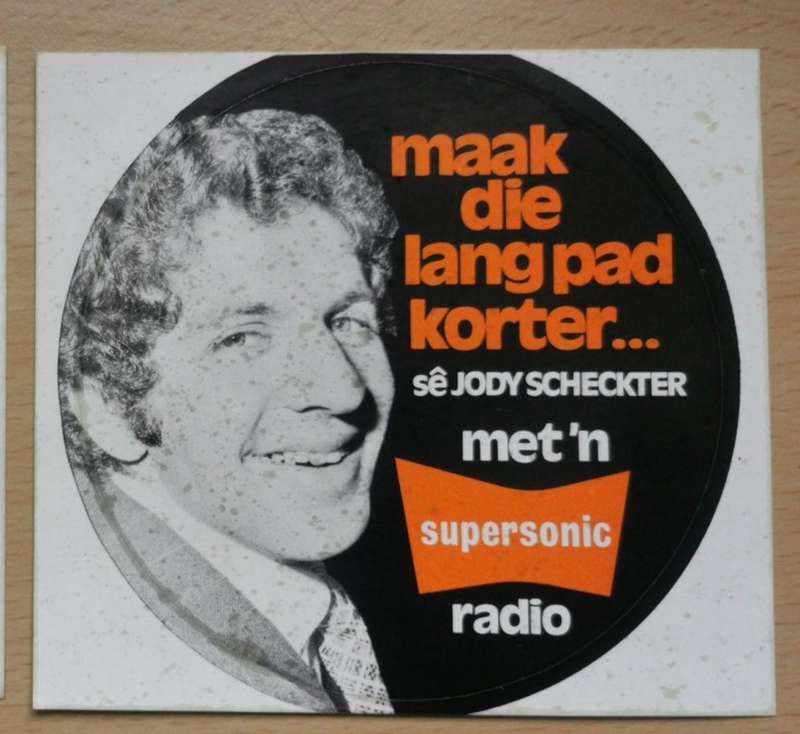 maak
die
lang pad
korter...
sê JODY SCHECKTER
met 'n
supersonic
radio